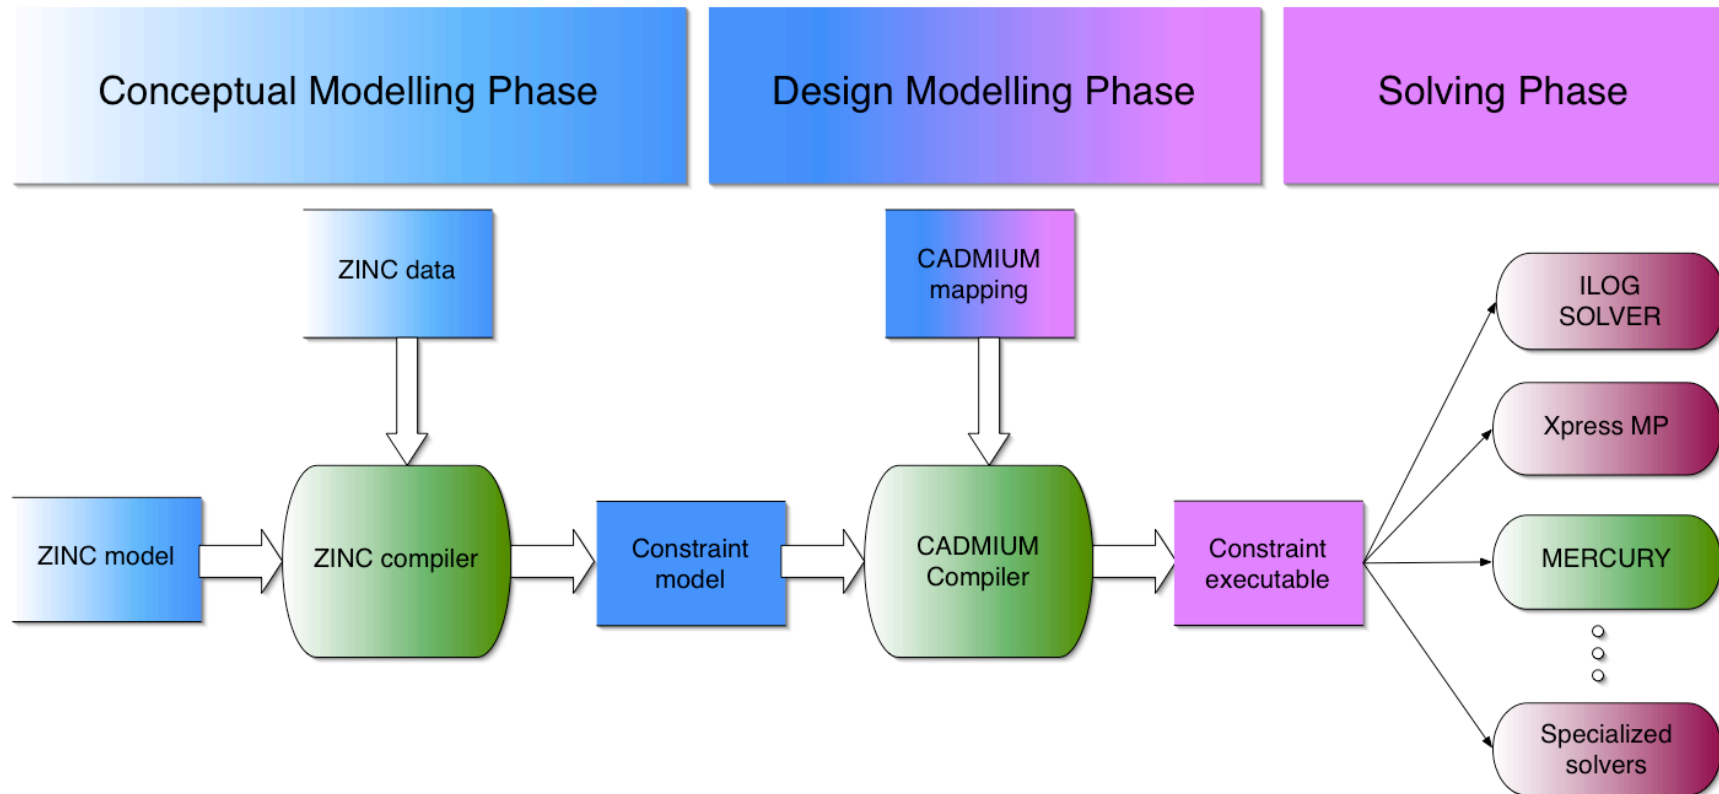 Conceptual Modelling Phase
Design Modelling Phase
Solving Phase
ZINC data
CADMIUM
mapping
ILOG
SOLVER
Xpress MP
ZINC model
ZINC compiler
Constraint
model
CADMIUM
Compiler
Constraint
executable
MERCURY
Specialized
solvers